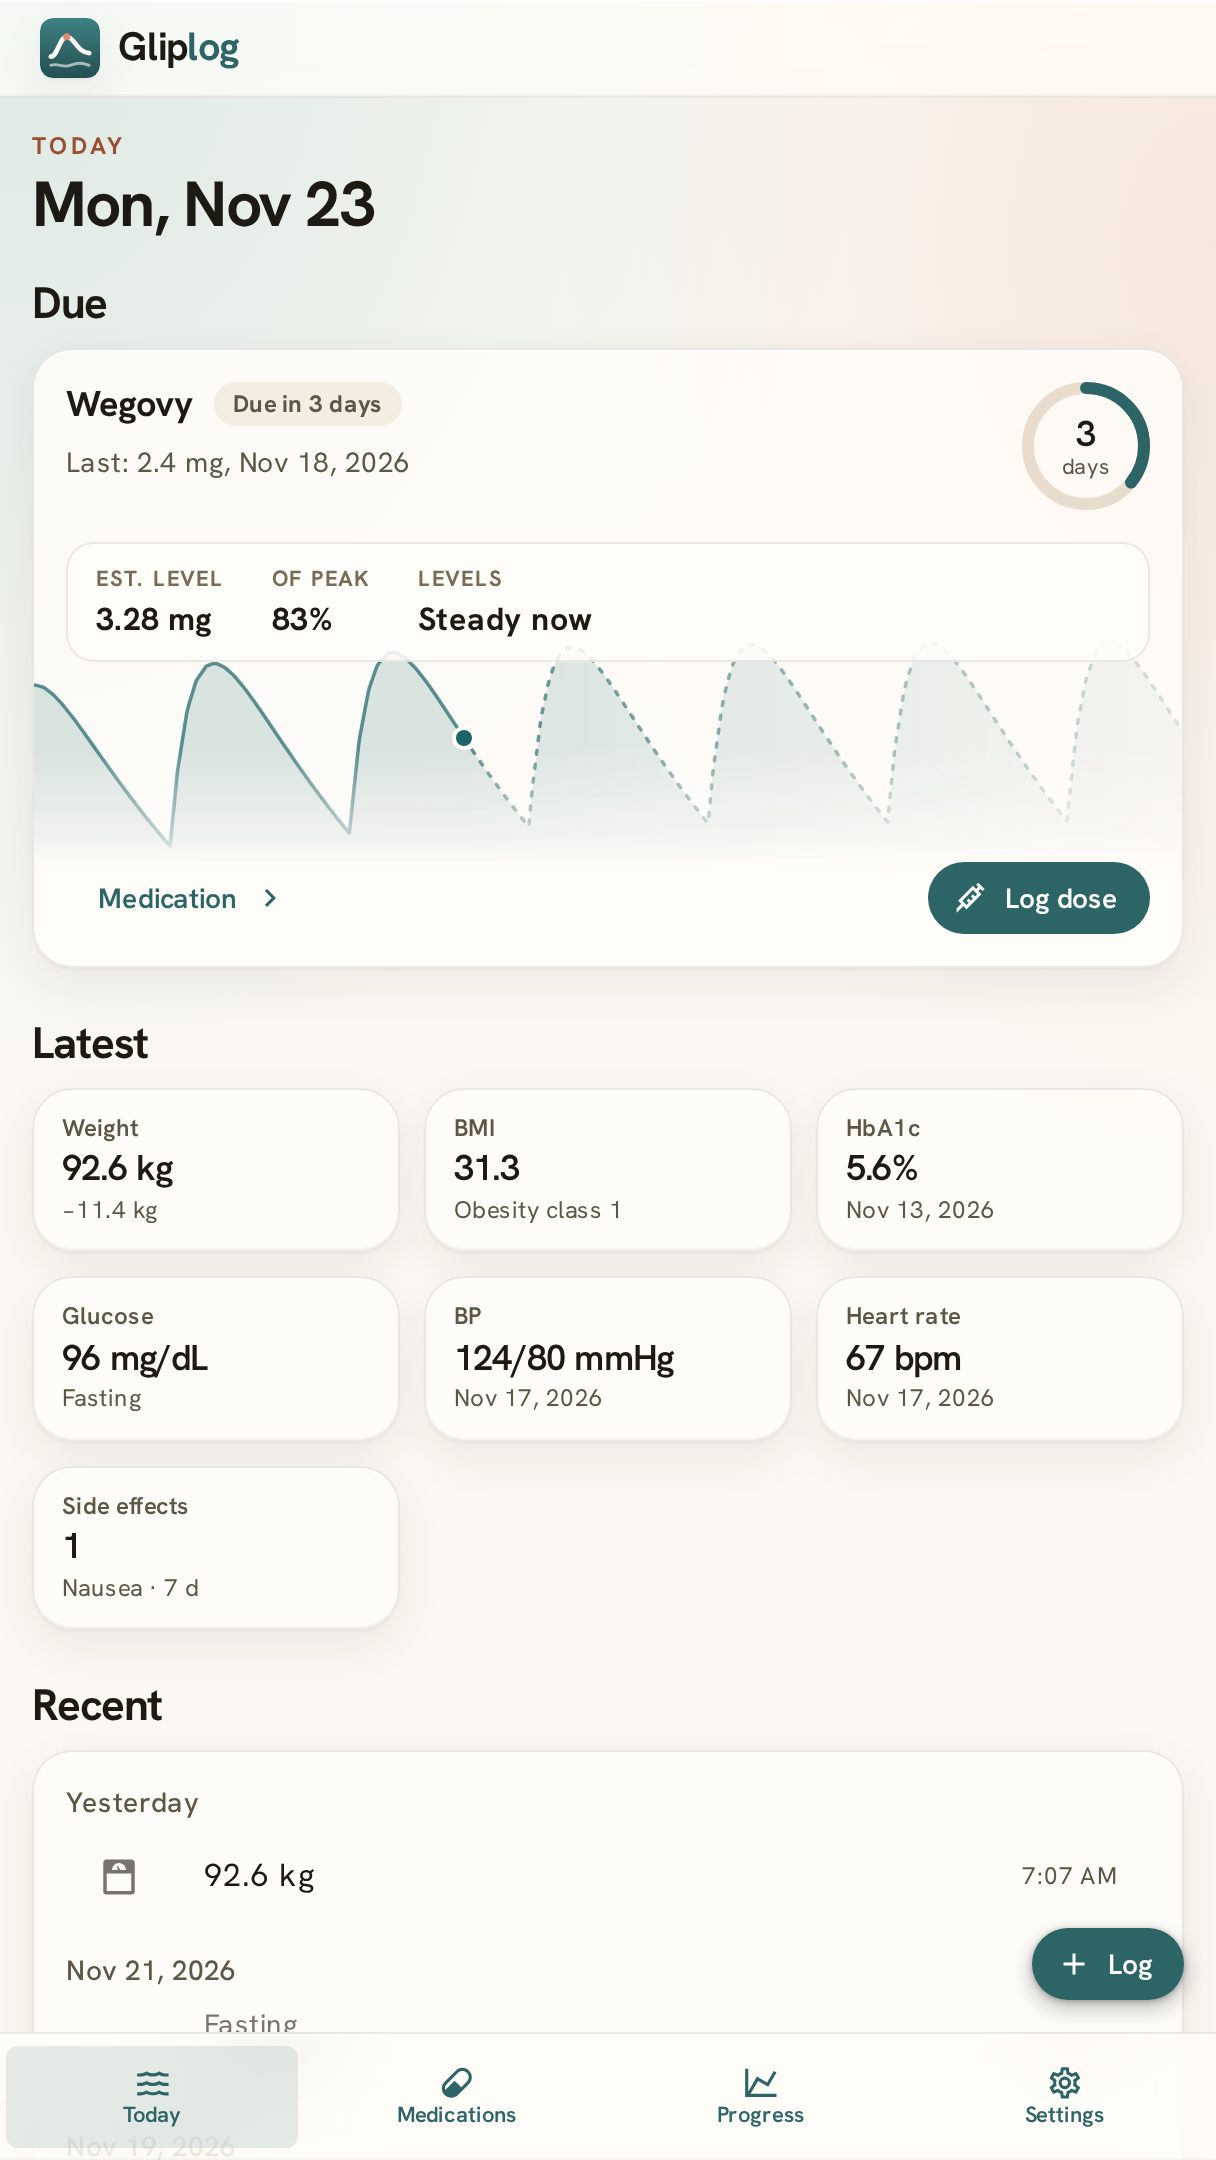 Gliplog
TODAY
Mon, Nov 23
Due
Wegovy
Due in 3 days
Last: 2.4 mg, Nov 18, 2026
3
days
EST. LEVEL
3.28 mg
OF PEAK
83%
LEVELS
Steady now
Medication
Log dose
Latest
Weight
92.6 kg
−11.4 kg
BMI
31.3
Obesity class 1
HbA1c
5.6%
Nov 13, 2026
Glucose
96 mg/dL
Fasting
BP
124/80 mmHg
Nov 17, 2026
Heart rate
67 bpm
Nov 17, 2026
Side effects
1
Nausea · 7 d
Recent
Yesterday
92.6 kg
7:07 AM
Nov 21, 2026
Log
Fasting
Today
Medications
Progress
Settings
Nov 19, 2026